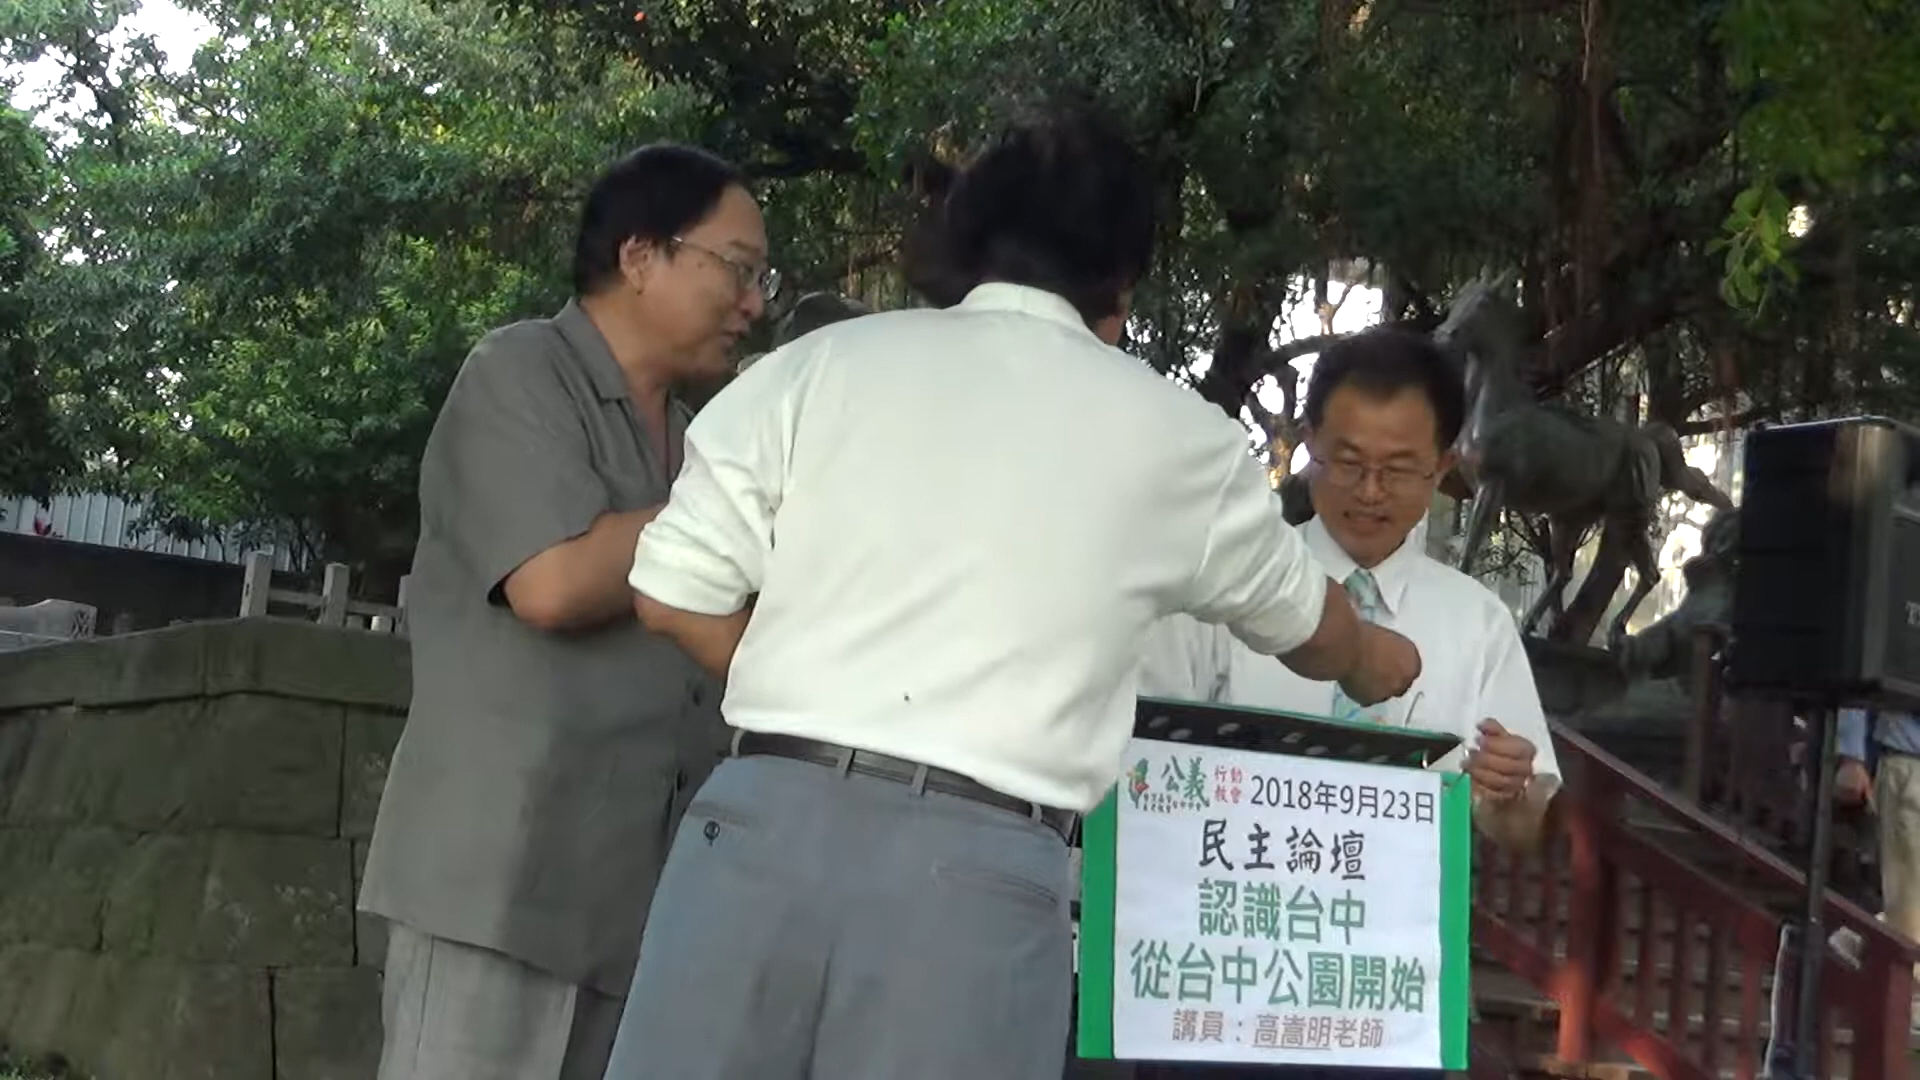 公義 行動教會 2018年9月23日
民主論壇
認識台中
從台中公園開始
講員：高嵩明老師